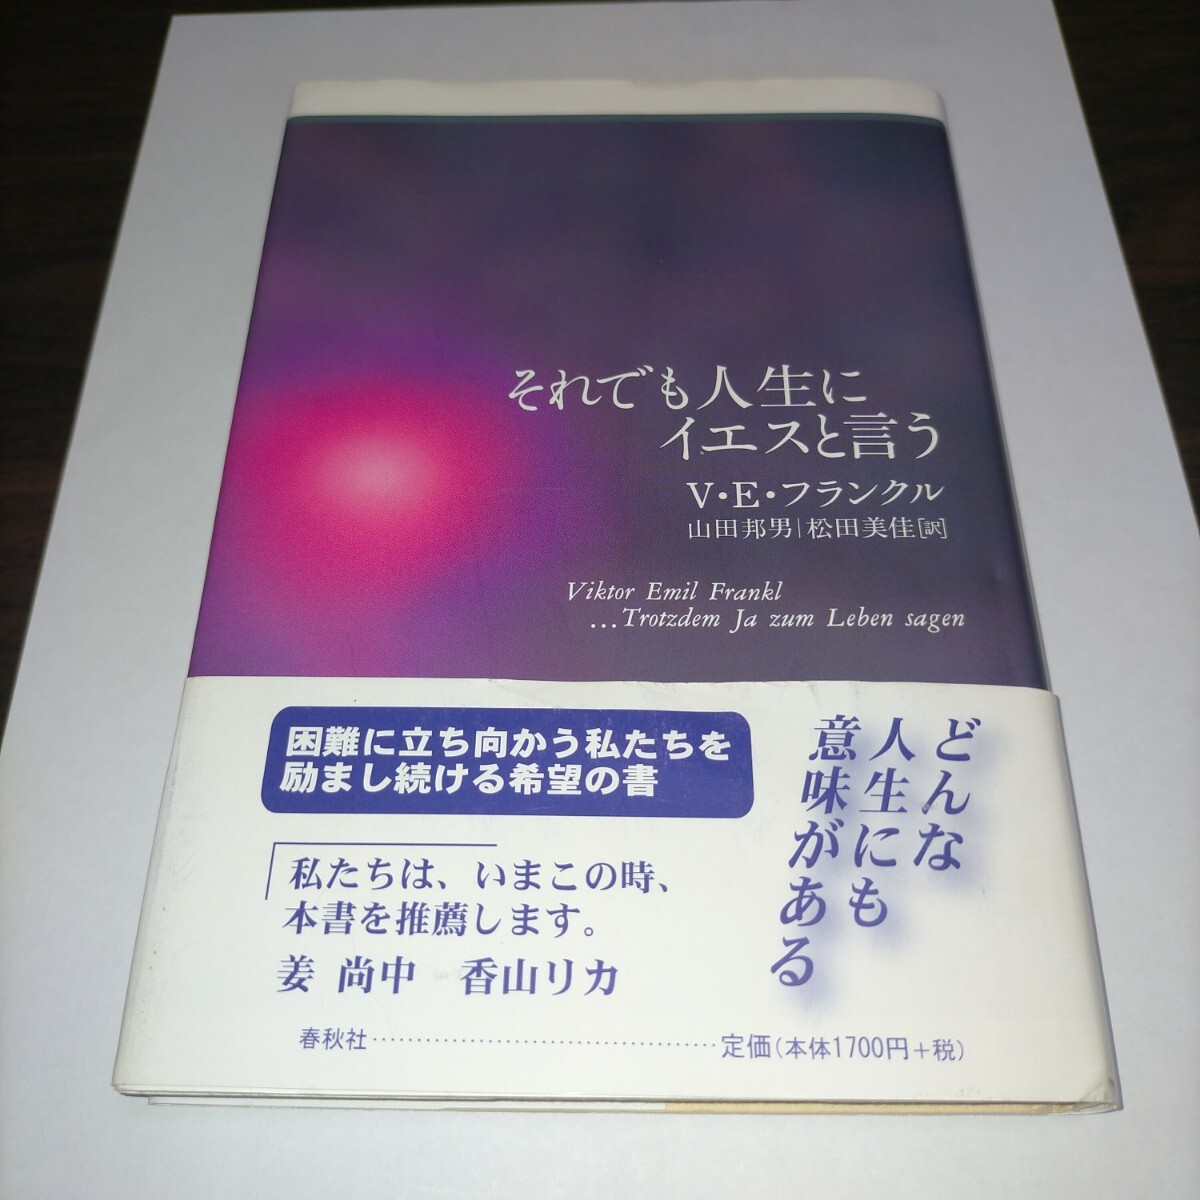 それでも人生に
イエスと言う
V・E・フランクル
山田邦男|松田美佳[訳]
Viktor Emil Frankl
...Trotzdem Ja zum Leben sagen
困難に立ち向かう私たちを
励まし続ける希望の書
どんな
人生にも
意味がある
「私たちは、いまこの時、
本書を推薦します。
姜 尚中 香山リカ
春秋社……………………………………定価(本体1700円+税)